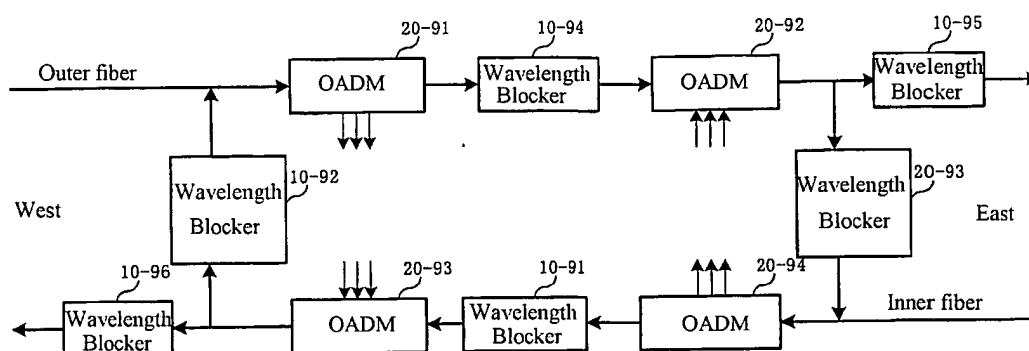 20-91
10-94
20-92
10-95
Outer fiber
OADM
Wavelength
Blocker
OADM
Wavelength
Blocker
West
Wavelength
Blocker
10-92
Wavelength
Blocker
20-93
East
10-96
Wavelength
Blocker
20-93
OADM
10-91
Wavelength
Blocker
20-94
OADM
Inner fiber